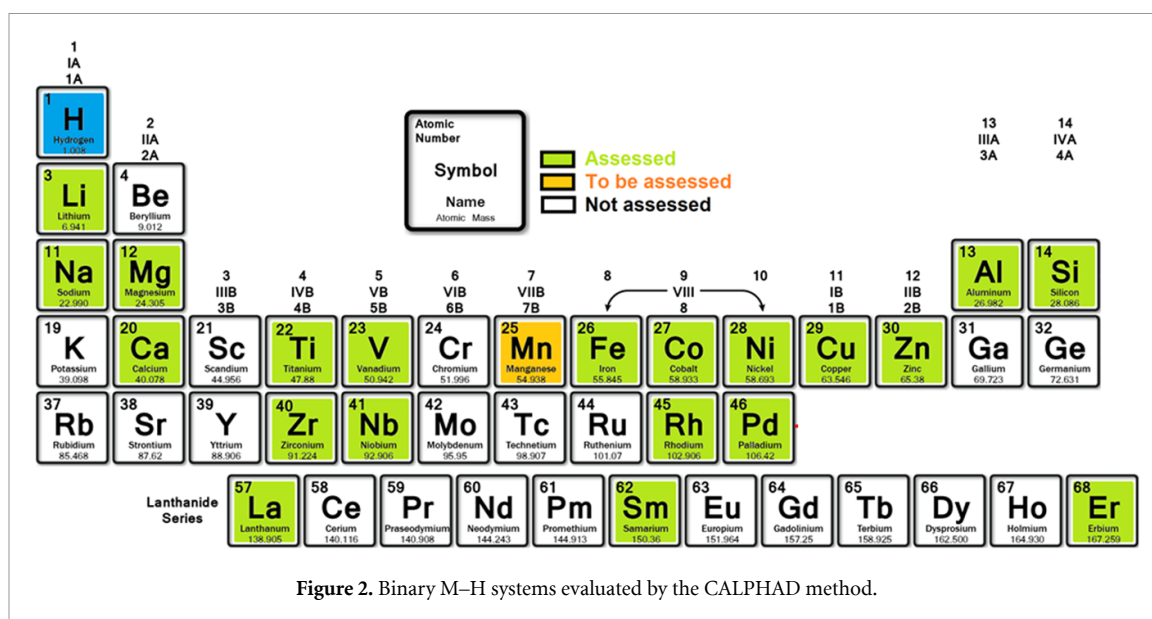 1
IA
1A
1
H
Hydrogen
1.008
2
IIA
2A
Atomic
Number
Symbol
Name
Atomic Mass
Assessed
To be assessed
Not assessed
13
IIIA
3A
14
IVA
4A
3
Li
Lithium
6.941
4
Be
Beryllium
9.012
11
Na
Sodium
22.990
12
Mg
Magnesium
24.305
3
IIIB
3B
4
IVB
4B
5
VB
5B
6
VIB
6B
7
VIIB
7B
8
9
10
VIII
8
11
IB
1B
12
IIB
2B
13
Al
Aluminum
26.982
14
Si
Silicon
28.086
19
K
Potassium
39.098
20
Ca
Calcium
40.078
21
Sc
Scandium
44.956
22
Ti
Titanium
47.88
23
V
Vanadium
50.942
24
Cr
Chromium
51.996
25
Mn
Manganese
54.938
26
Fe
Iron
55.845
27
Co
Cobalt
58.933
28
Ni
Nickel
58.693
29
Cu
Copper
63.546
30
Zn
Zinc
65.38
31
Ga
Gallium
69.723
32
Ge
Germanium
72.631
37
Rb
Rubidium
85.468
38
Sr
Strontium
87.62
39
Y
Yttrium
88.906
40
Zr
Zirconium
91.224
41
Nb
Niobium
92.906
42
Mo
Molybdenum
95.95
43
Tc
Technetium
98.907
44
Ru
Ruthenium
101.07
45
Rh
Rhodium
102.906
46
Pd
Palladium
106.42
Lanthanide
Series
57
La
Lanthanum
138.905
58
Ce
Cerium
140.116
59
Pr
Praseodymium
140.908
60
Nd
Neodymium
144.243
61
Pm
Promethium
144.913
62
Sm
Samarium
150.36
63
Eu
Europium
151.964
64
Gd
Gadolinium
157.25
65
Tb
Terbium
158.925
66
Dy
Dysprosium
162.500
67
Ho
Holmium
164.930
68
Er
Erbium
167.259
Figure 2. Binary M–H systems evaluated by the CALPHAD method.